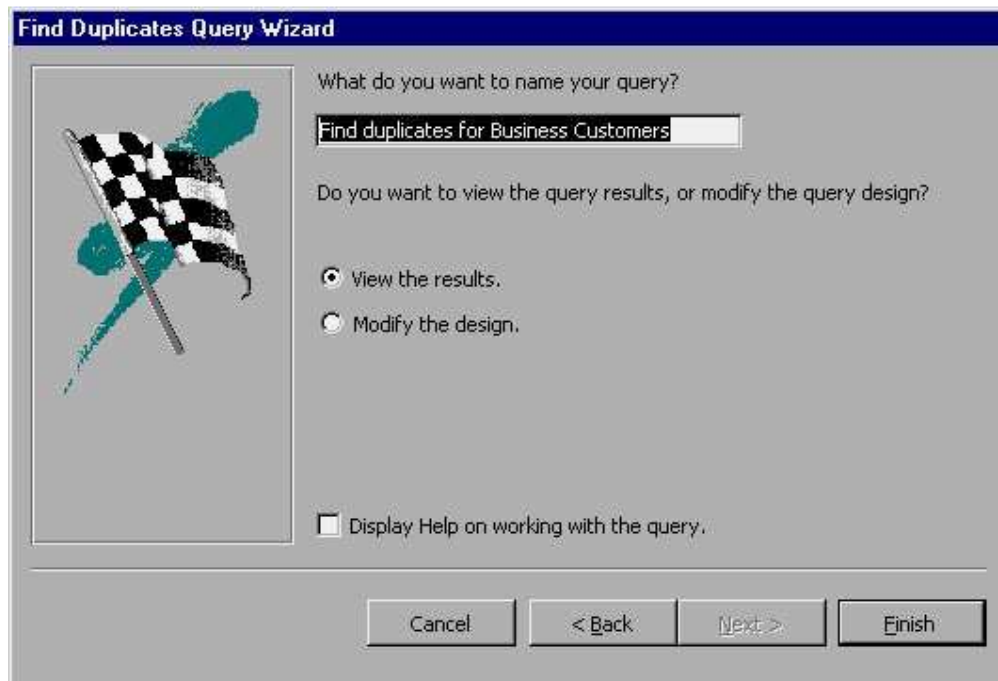 Find Duplicates Query Wizard
What do you want to name your query?
Find duplicates for Business Customers
Do you want to view the query results, or modify the query design?
View the results.
Modify the design.
Display Help on working with the query.
Cancel
< Back
Next >
Finish